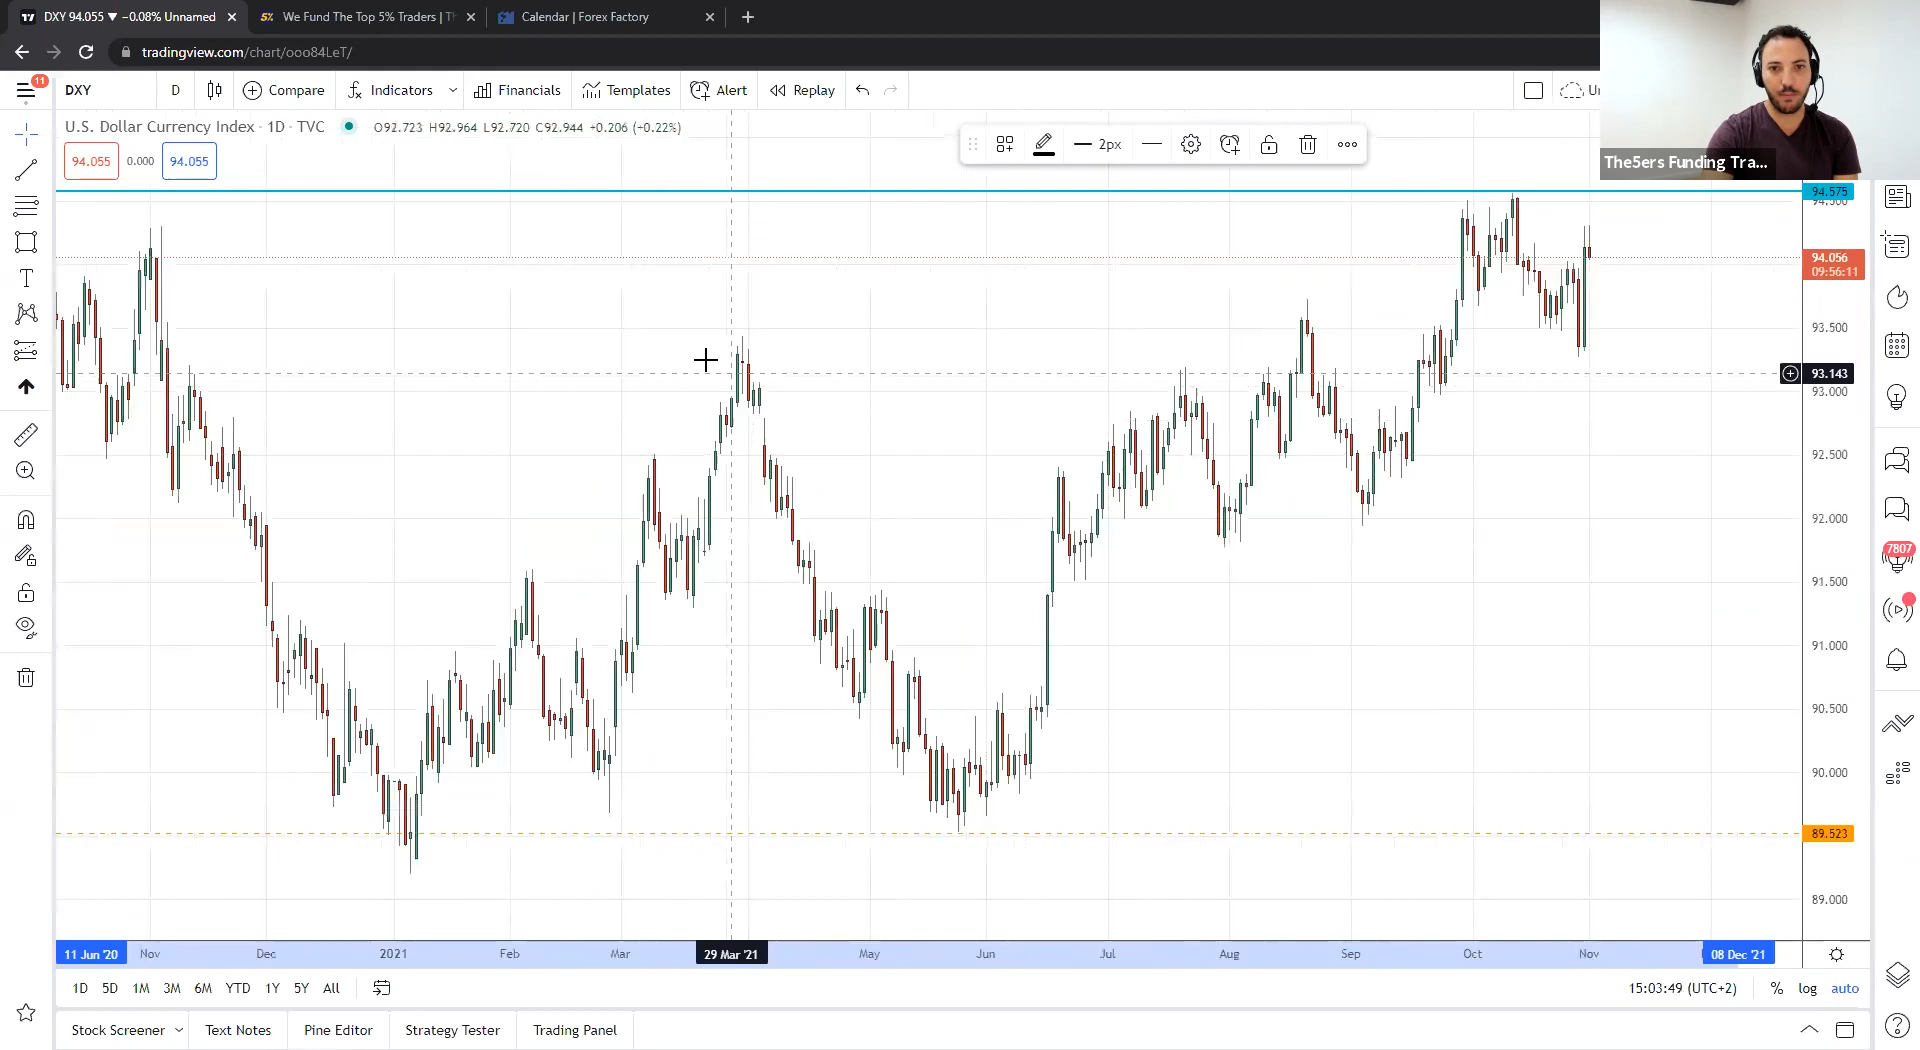 DXY 94.055 ▼ −0.08% Unnamed
We Fund The Top 5% Traders | Th
Calendar | Forex Factory
tradingview.com/chart/ooo84LeT/
11
DXY
D
Compare
Indicators
Financials
Templates
Alert
Replay
U.S. Dollar Currency Index · 1D · TVC
O92.723 H92.964 L92.720 C92.944 +0.206 (+0.22%)
94.055
0.000
94.055
2px
The5ers Funding Tra...
94.575
94.500
94.056
09:56:11
93.500
93.143
93.000
92.500
92.000
91.500
91.000
90.500
90.000
89.523
89.000
7807
11 Jun '20
Nov
Dec
2021
Feb
Mar
29 Mar '21
May
Jun
Jul
Aug
Sep
Oct
Nov
08 Dec '21
1D
5D
1M
3M
6M
YTD
1Y
5Y
All
15:03:49 (UTC+2)
%
log
auto
Stock Screener
Text Notes
Pine Editor
Strategy Tester
Trading Panel